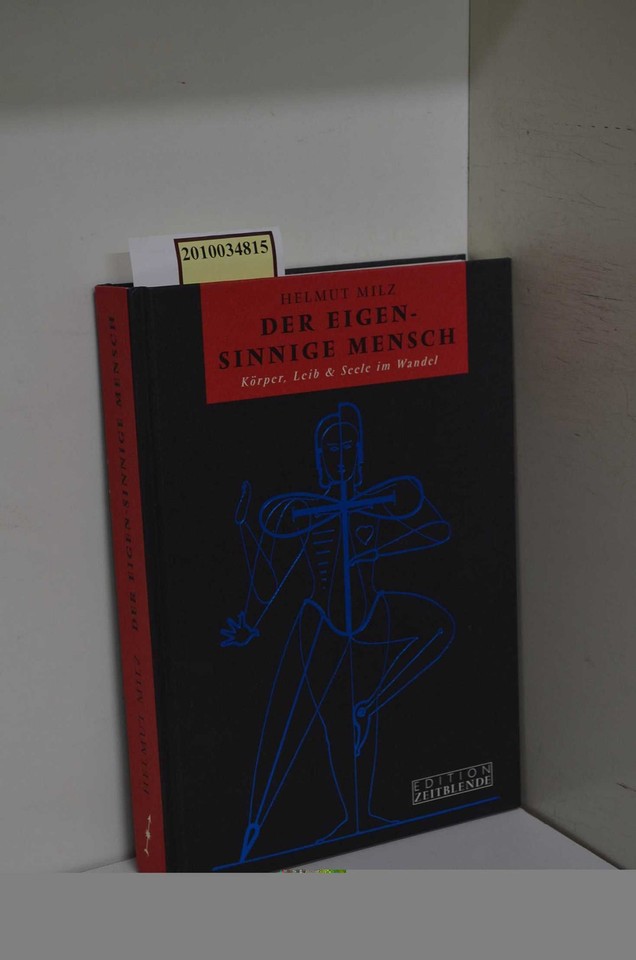 2010034815
HELMUT MILZ
DER EIGEN-
SINNIGE MENSCH
Körper, Leib & Seele im Wandel
HELMUT MILZ DER EIGEN-SINNIGE MENSCH
EDITION
ZEITBLENDE